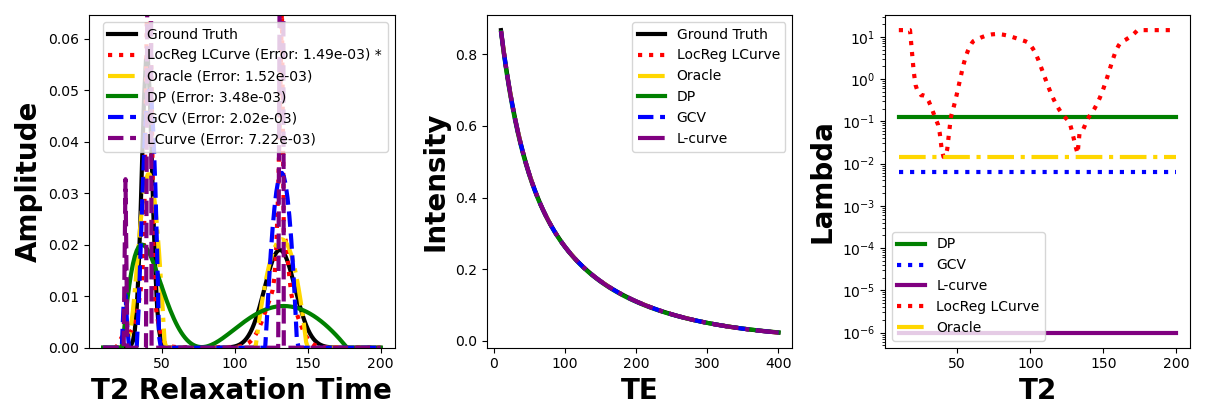 Amplitude
0.06
0.05
0.04
0.03
0.02
0.01
0.00
Ground Truth
LocReg LCurve (Error: 1.49e-03) *
Oracle (Error: 1.52e-03)
DP (Error: 3.48e-03)
GCV (Error: 2.02e-03)
LCurve (Error: 7.22e-03)
50 100 150 200
T2 Relaxation Time
Intensity
0.8
0.6
0.4
0.2
0.0
Ground Truth
LocReg LCurve
Oracle
DP
GCV
L-curve
0 100 200 300 400
TE
Lambda
10¹
10⁰
10⁻¹
10⁻²
10⁻³
10⁻⁴
10⁻⁵
10⁻⁶
DP
GCV
L-curve
LocReg LCurve
Oracle
50 100 150 200
T2